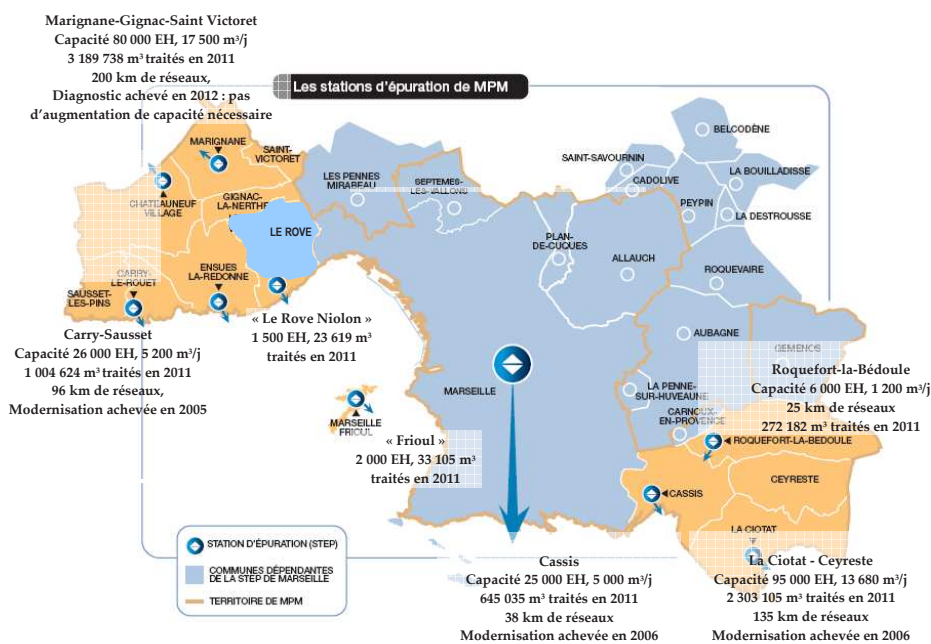 Marignane-Gignac-Saint Victoret
Capacité 80 000 EH, 17 500 m³/j
3 189 738 m³ traités en 2011
200 km de réseaux,
Diagnostic achevé en 2012 : pas
d'augmentation de capacité nécessaire
Les stations d'épuration de MPM
BELCODÈNE
MARIGNANE
SAINT-
VICTORET
SAINT-SAVOURNIN
LES PENNES
MIRABEAU
SEPTEMES-
LES-VALLONS
CADOLIVE
LA BOUILLADISSE
CHATEAUNEUF
VILLAGE
GIGNAC-
LA-NERTHE
PEYPIN
LA DESTROUSSE
LE ROVE
PLAN-
DE-CUQUES
ALLAUCH
CARRY-
LE-ROUET
ENSUES
LA-REDONNE
ROQUEVAIRE
SAUSSET-
LES-PINS
Carry-Sausset
Capacité 26 000 EH, 5 200 m³/j
1 004 624 m³ traités en 2011
96 km de réseaux,
Modernisation achevée en 2005
« Le Rove Niolon »
1 500 EH, 23 619 m³
traités en 2011
AUBAGNE
GEMENOS
Roquefort-la-Bédoule
Capacité 6 000 EH, 1 200 m³/j
25 km de réseaux
272 182 m³ traités en 2011
MARSEILLE
LA PENNE-
SUR-HUVEAUNE
CARNOUX-
EN-PROVENCE
MARSEILLE
FRIOUL
« Frioul »
2 000 EH, 33 105 m³
traités en 2011
ROQUEFORT-LA-BEDOULE
CEYRESTE
CASSIS
LA CIOTAT
STATION D'ÉPURATION (STEP)
COMMUNES DÉPENDANTES
DE LA STEP DE MARSEILLE
TERRITOIRE DE MPM
Cassis
Capacité 25 000 EH, 5 000 m³/j
645 035 m³ traités en 2011
38 km de réseaux
Modernisation achevée en 2006
La Ciotat - Ceyreste
Capacité 95 000 EH, 13 680 m³/j
2 303 105 m³ traités en 2011
135 km de réseaux
Modernisation achevée en 2006